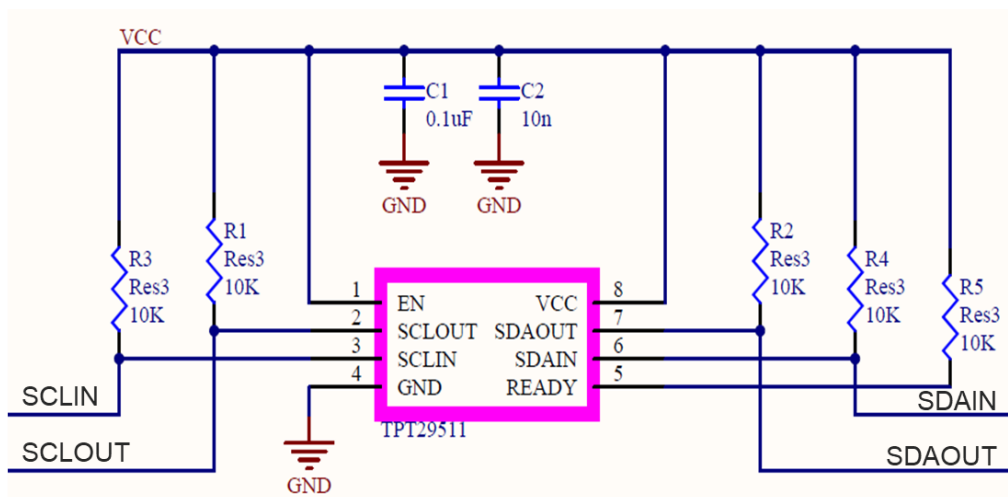 VCC
C1
0.1uF
C2
10n
GND
GND
R3
Res3
10K
R1
Res3
10K
R2
Res3
10K
R4
Res3
10K
R5
Res3
10K
1 EN VCC 8
2 SCLOUT SDAOUT 7
3 SCLIN SDAIN 6
4 GND READY 5
TPT29511
SCLIN
SCLOUT
GND
SDAIN
SDAOUT